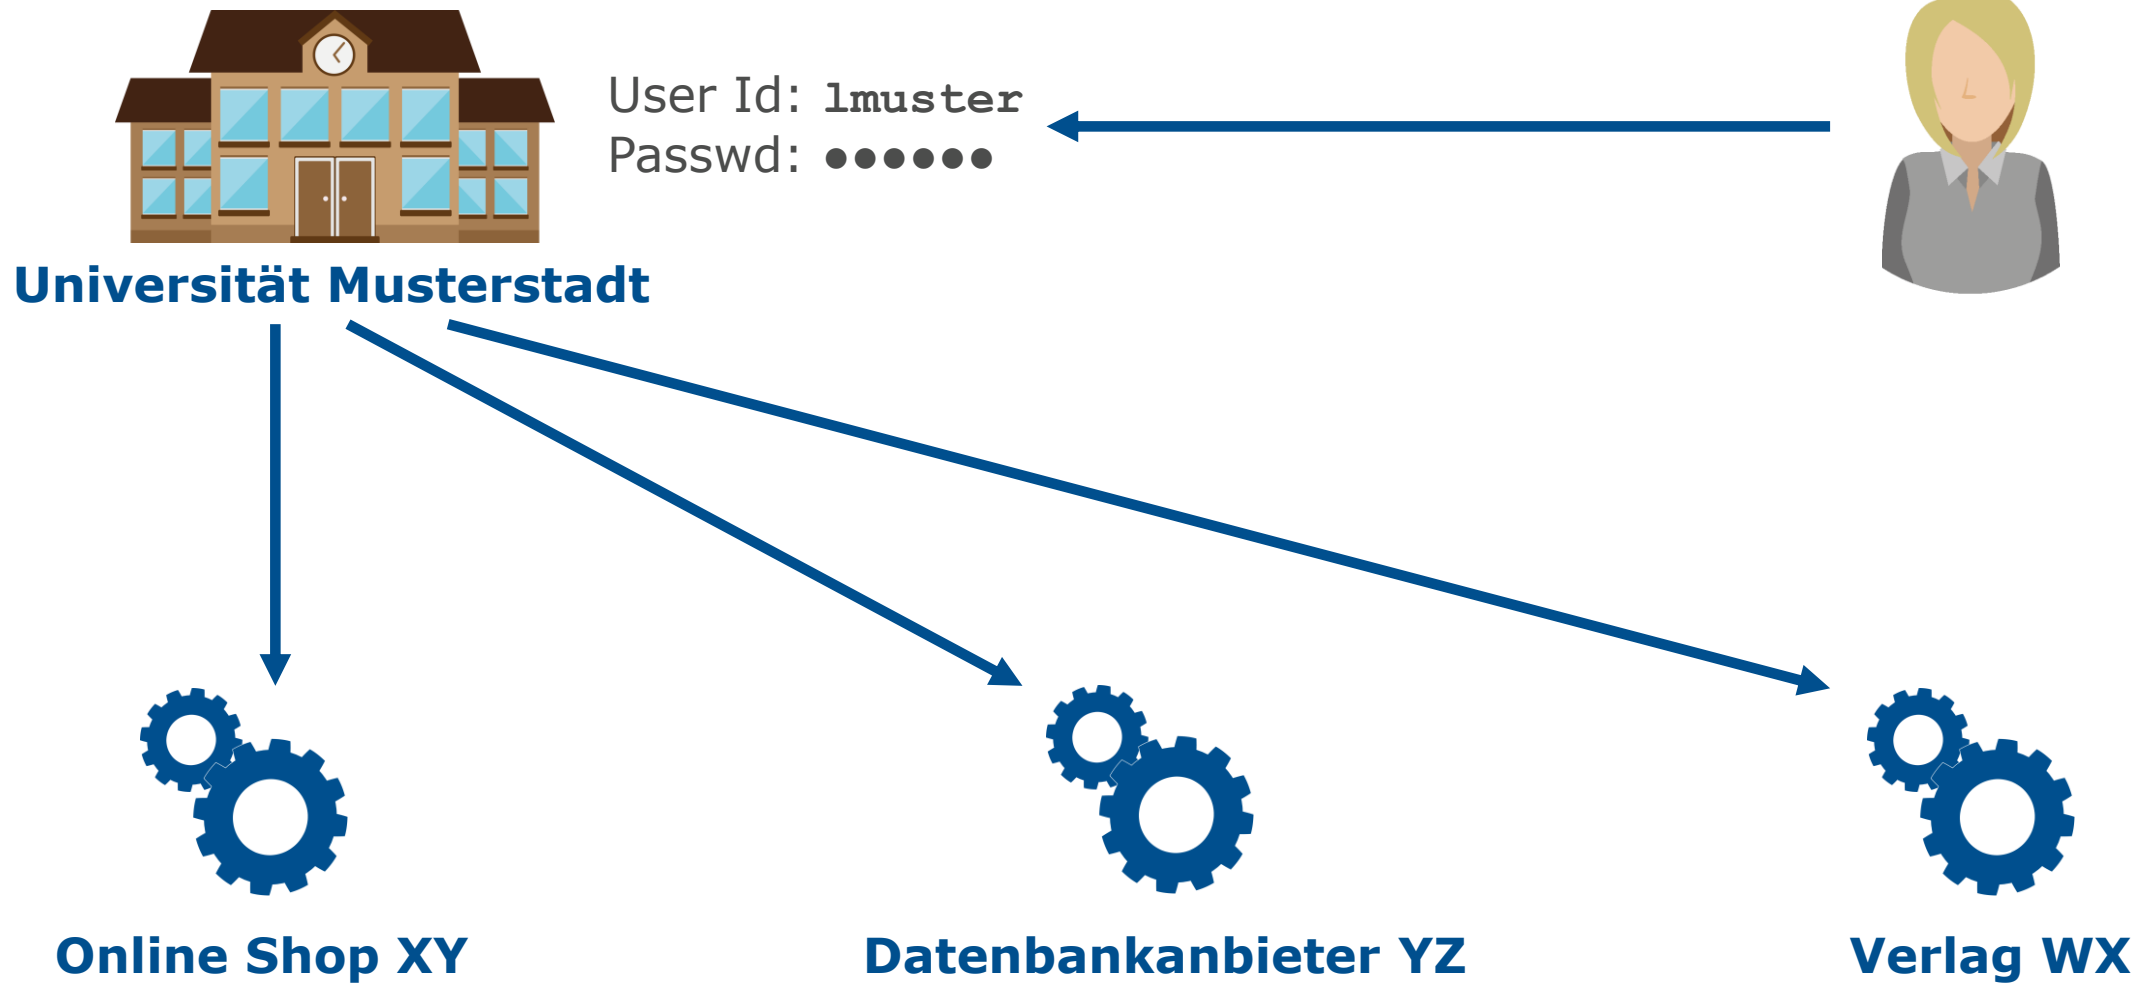 User Id: lmuster
Passwd: ●●●●●●
Universität Musterstadt
Online Shop XY
Datenbankanbieter YZ
Verlag WX